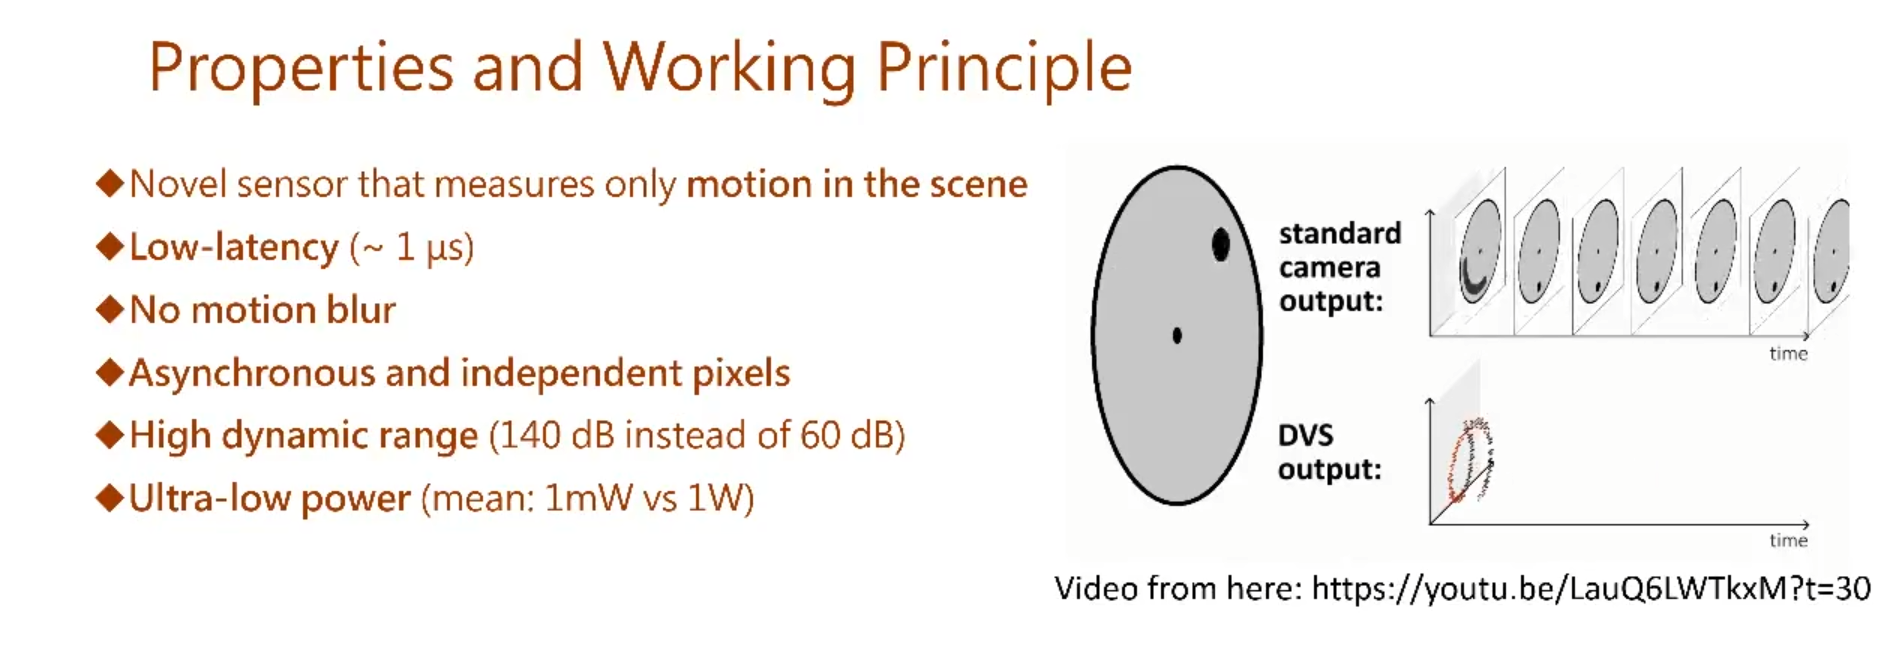 Properties and Working Principle
◆Novel sensor that measures only motion in the scene
◆Low-latency (~ 1 µs)
◆No motion blur
◆Asynchronous and independent pixels
◆High dynamic range (140 dB instead of 60 dB)
◆Ultra-low power (mean: 1mW vs 1W)
standard
camera
output:
time
DVS
output:
time
Video from here: https://youtu.be/LauQ6LWTkxM?t=30